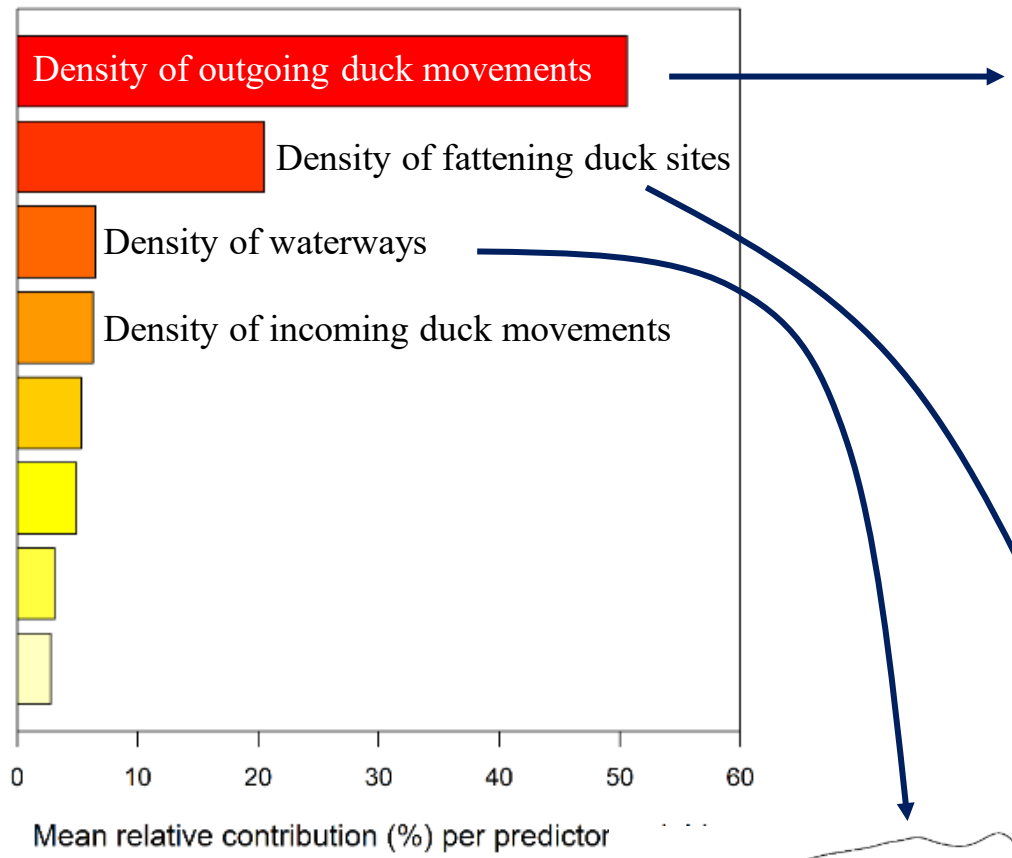 Density of outgoing duck movements
Density of fattening duck sites
Density of waterways
Density of incoming duck movements
0 10 20 30 40 50 60
Mean relative contribution (%) per predictor